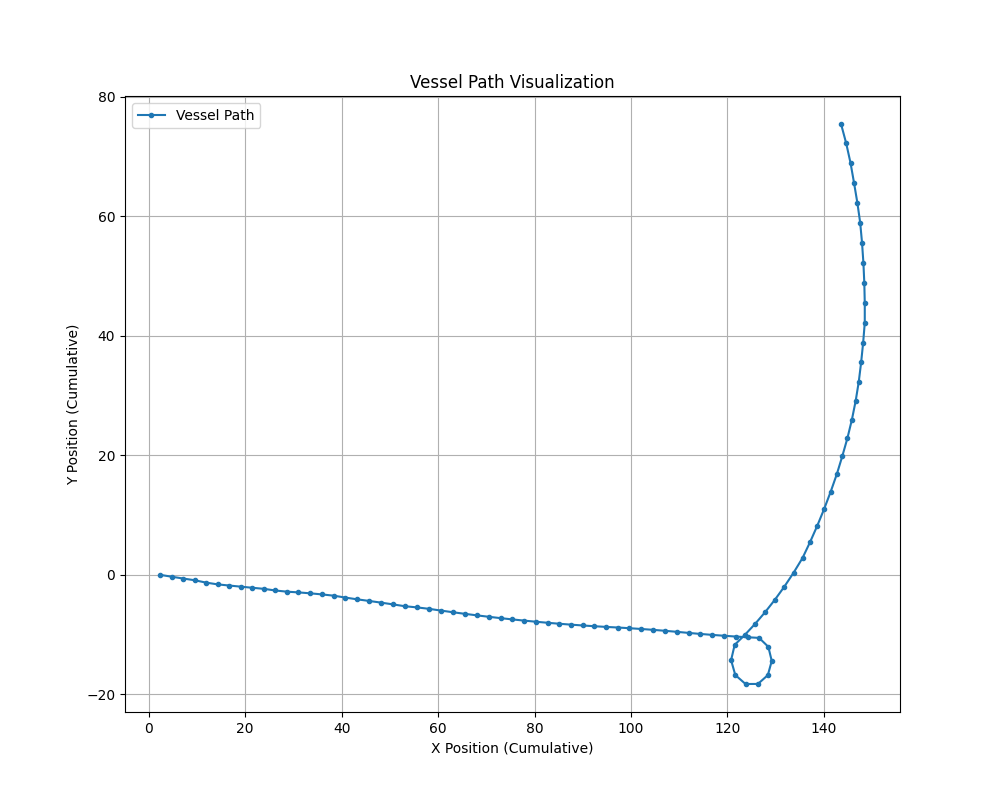 Vessel Path Visualization
Vessel Path
80
60
40
20
0
−20
Y Position (Cumulative)
0 20 40 60 80 100 120 140
X Position (Cumulative)